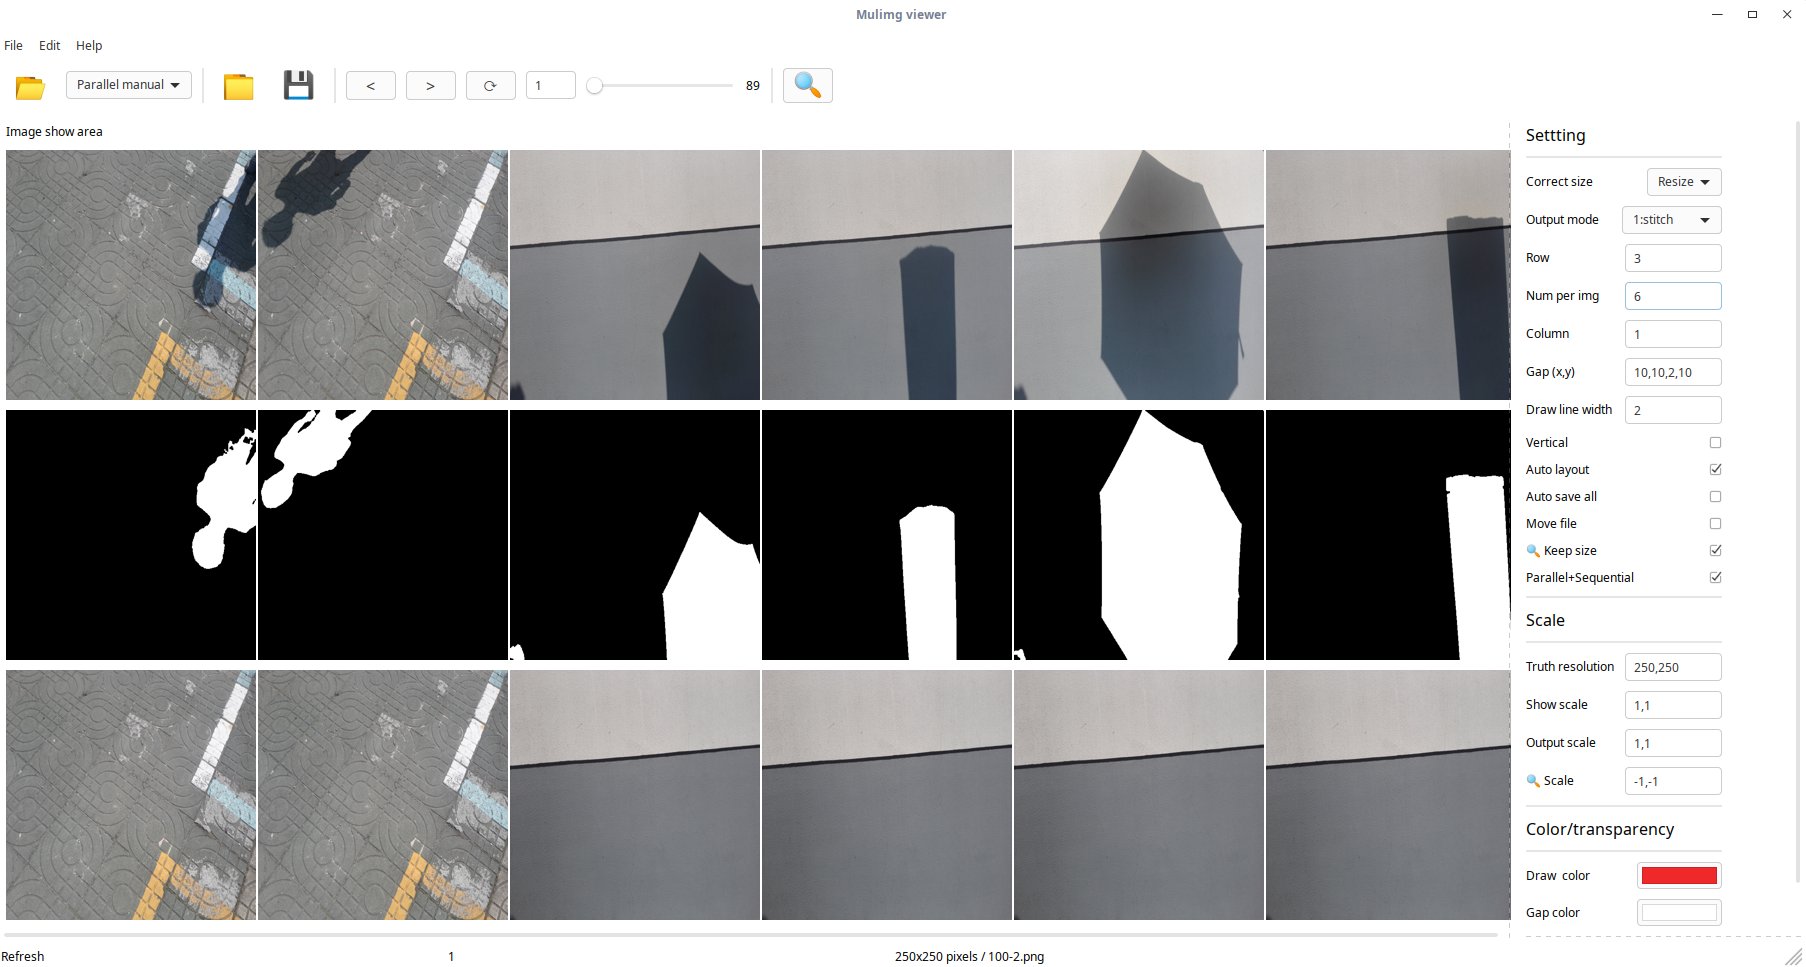 MulImg viewer
File Edit Help
Parallel manual < > ⟳ 1 89
Image show area
Settting
Correct size Resize
Output mode 1:stitch
Row 3
Num per img 6
Column 1
Gap (x,y) 10,10,2,10
Draw line width 2
Vertical
Auto layout
Auto save all
Move file
🔍 Keep size
Parallel+Sequential
Scale
Truth resolution 250,250
Show scale 1,1
Output scale 1,1
🔍 Scale -1,-1
Color/transparency
Draw color
Gap color
Refresh 1 250x250 pixels / 100-2.png